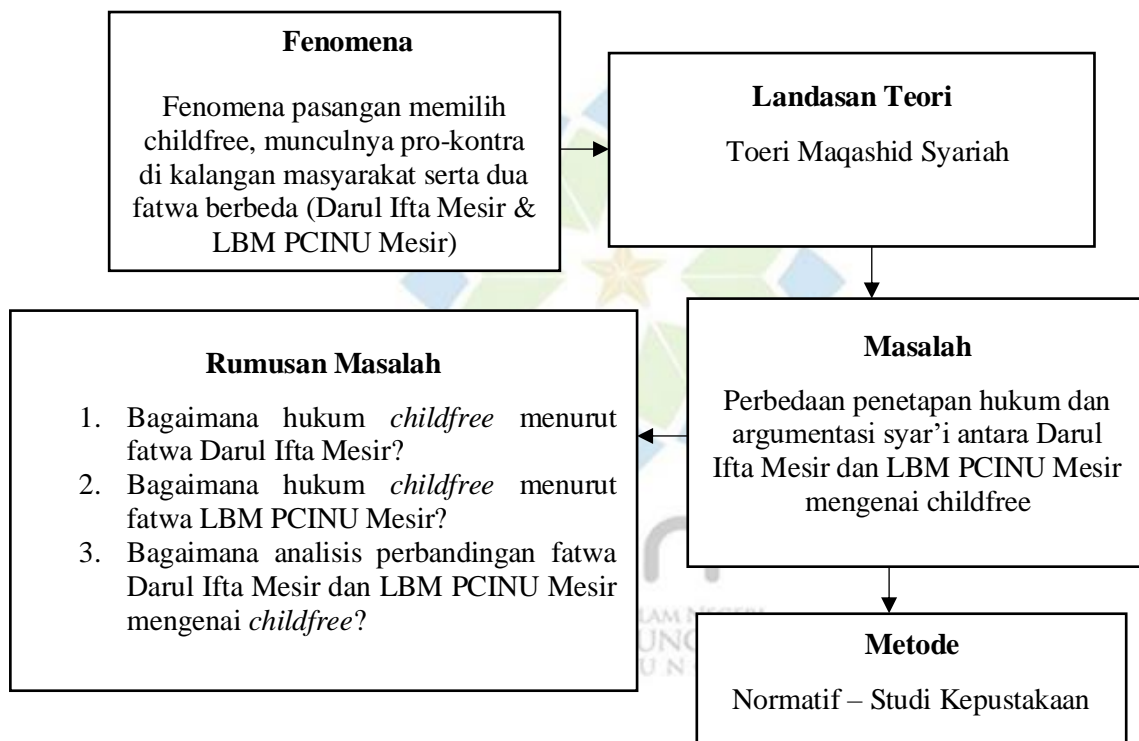 Fenomena
Fenomena pasangan memilih
childfree, munculnya pro-kontra
di kalangan masyarakat serta dua
fatwa berbeda (Darul Ifta Mesir &
LBM PCINU Mesir)
Landasan Teori
Toeri Maqashid Syariah
Masalah
Perbedaan penetapan hukum dan
argumentasi syar’i antara Darul
Ifta Mesir dan LBM PCINU Mesir
mengenai childfree
Rumusan Masalah
1. Bagaimana hukum childfree menurut
fatwa Darul Ifta Mesir?
2. Bagaimana hukum childfree menurut
fatwa LBM PCINU Mesir?
3. Bagaimana analisis perbandingan fatwa
Darul Ifta Mesir dan LBM PCINU Mesir
mengenai childfree?
Metode
Normatif – Studi Kepustakaan